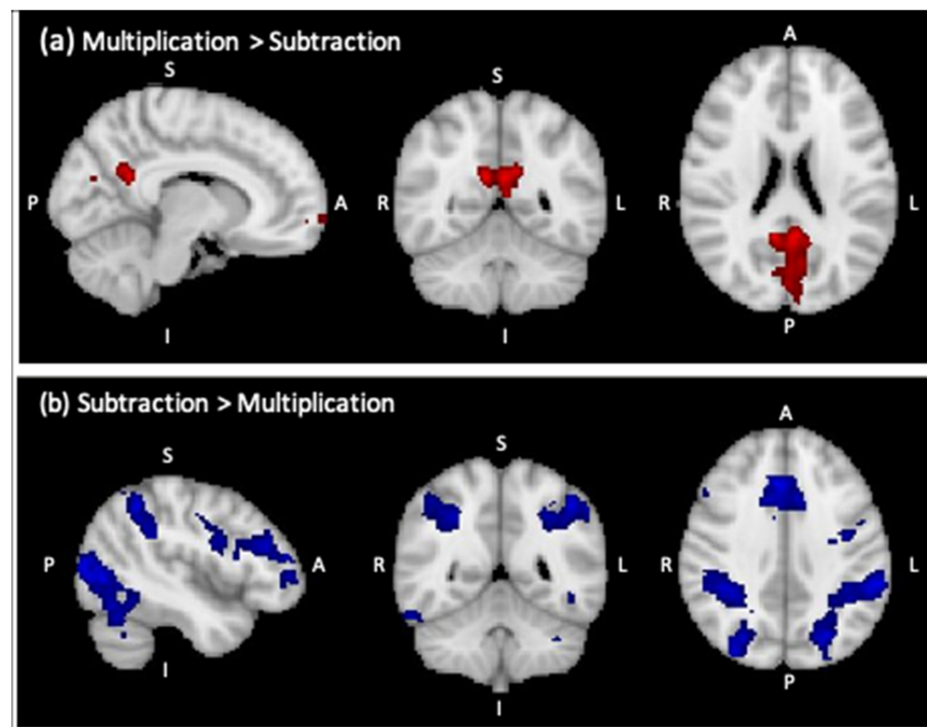 (a) Multiplication > Subtraction
S
S
A
P
A
R
L
R
L
I
I
P
(b) Subtraction > Multiplication
S
S
A
P
A
R
L
R
L
I
I
P